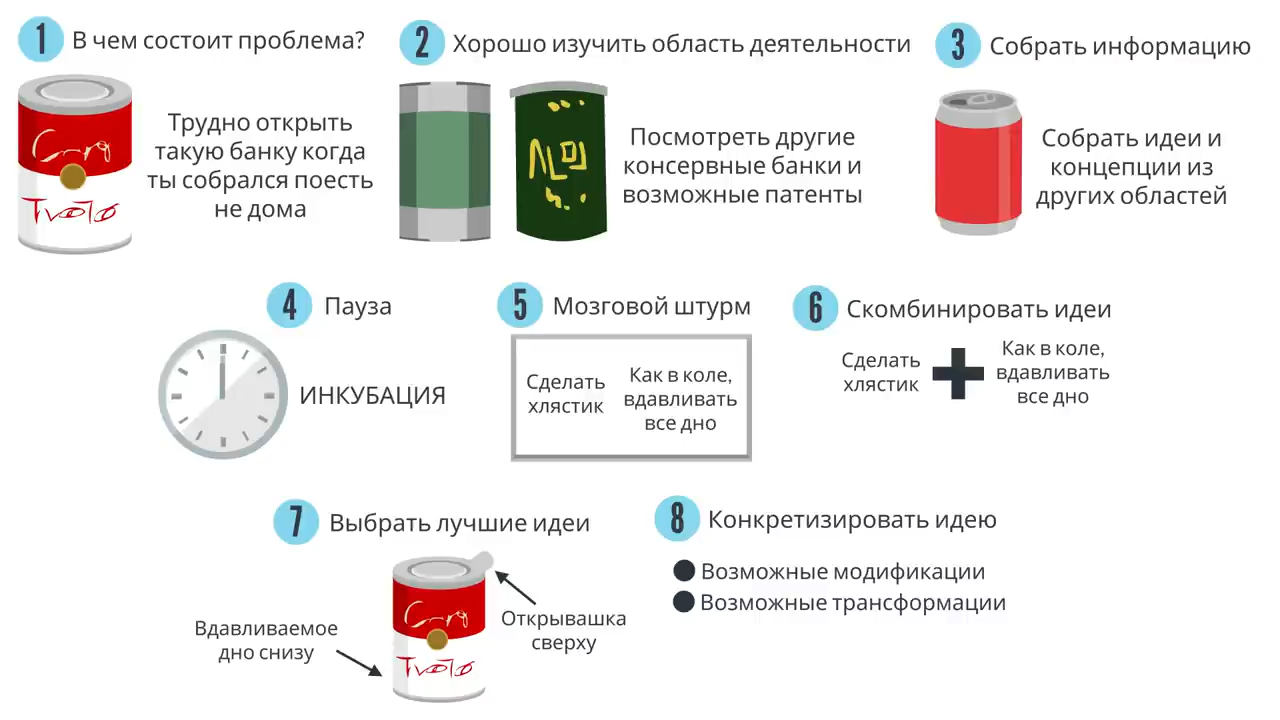 1 В чем состоит проблема?
Трудно открыть
такую банку когда
ты собрался поесть
не дома
2 Хорошо изучить область деятельности
Посмотреть другие
консервные банки и
возможные патенты
3 Собрать информацию
Собрать идеи и
концепции из
других областей
4 Пауза
ИНКУБАЦИЯ
5 Мозговой штурм
Сделать
хлястик
Как в коле,
вдавливать
все дно
6 Скомбинировать идеи
Сделать
хлястик
Как в коле,
вдавливать
все дно
7 Выбрать лучшие идеи
Вдавливаемое
дно снизу
Открывашка
сверху
8 Конкретизировать идею
Возможные модификации
Возможные трансформации